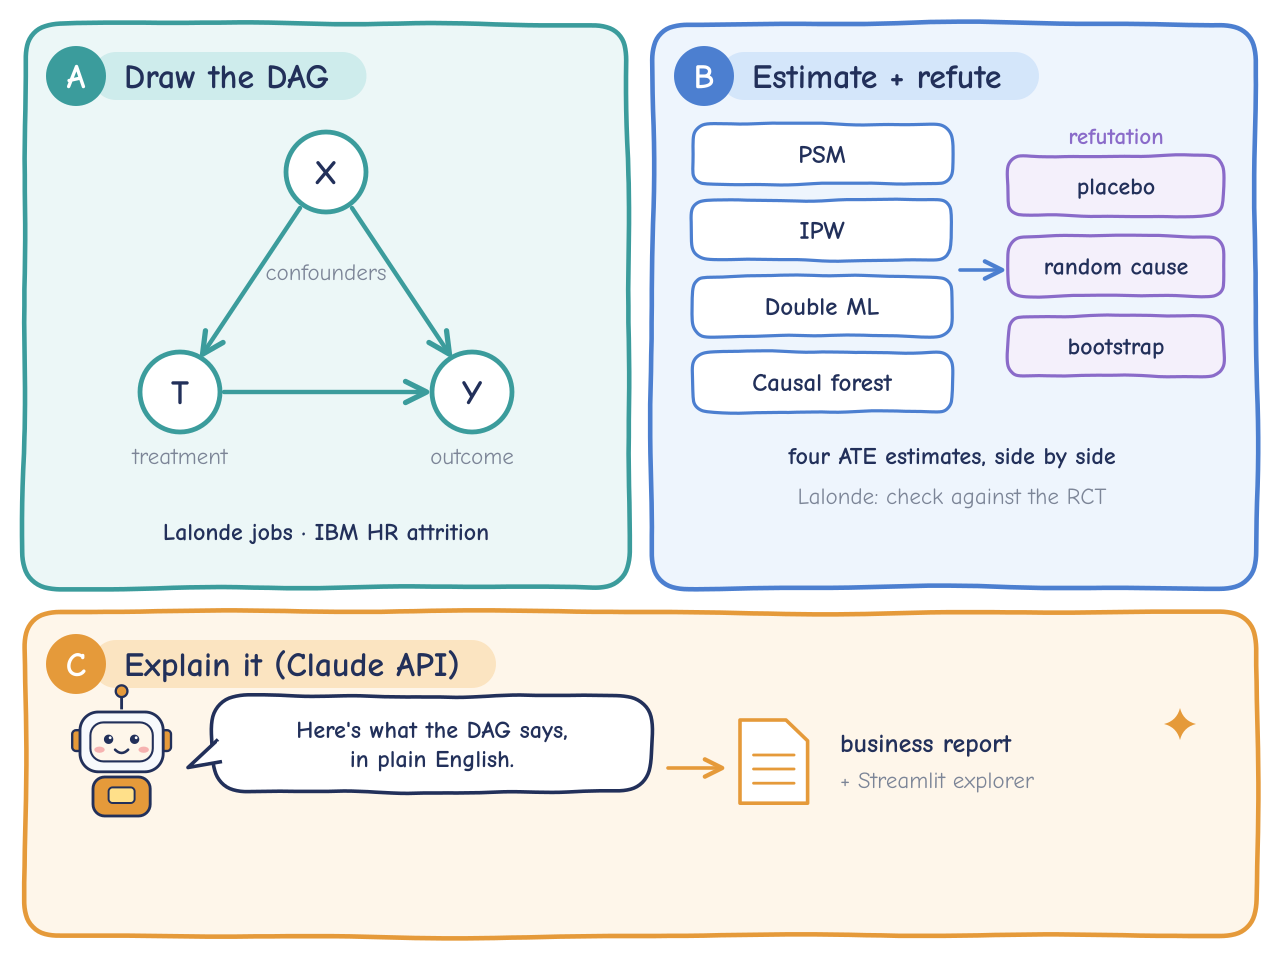 A
Draw the DAG
X
confounders
T
Y
treatment
outcome
Lalonde jobs · IBM HR attrition
B
Estimate + refute
PSM
IPW
Double ML
Causal forest
refutation
placebo
random cause
bootstrap
four ATE estimates, side by side
Lalonde: check against the RCT
C
Explain it (Claude API)
Here's what the DAG says,
in plain English.
business report
+ Streamlit explorer